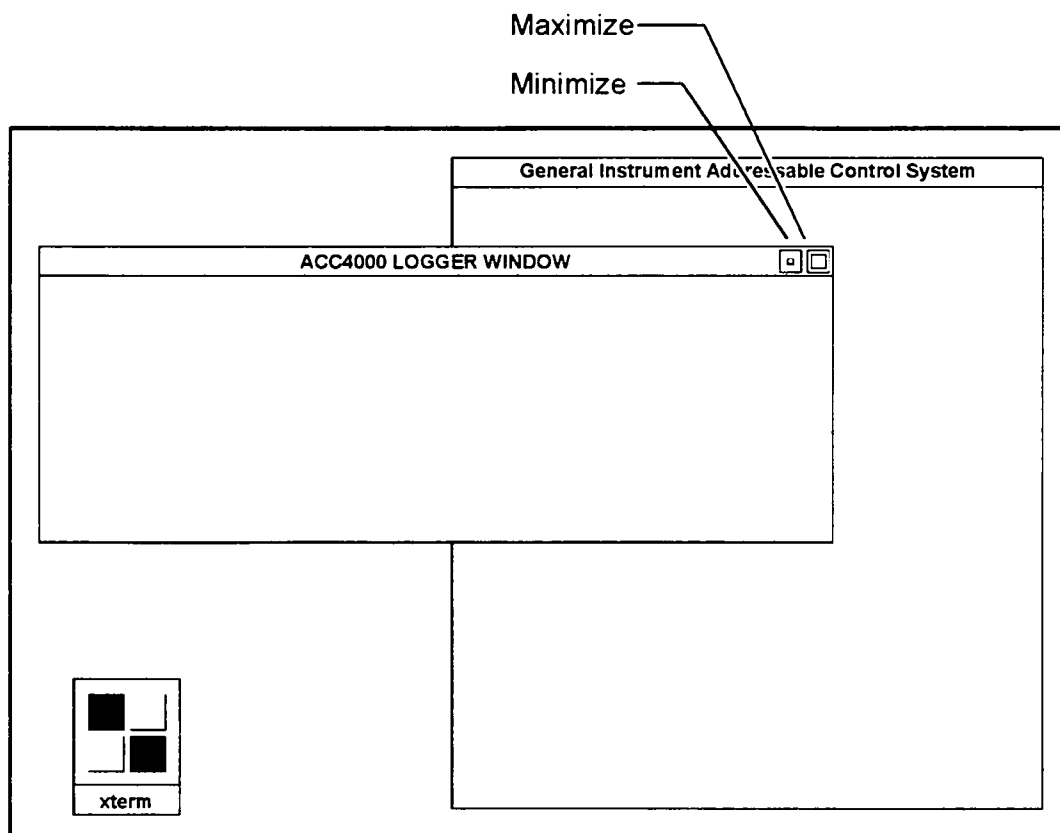 Maximize
Minimize
General Instrument Addressable Control System
ACC4000 LOGGER WINDOW
xterm